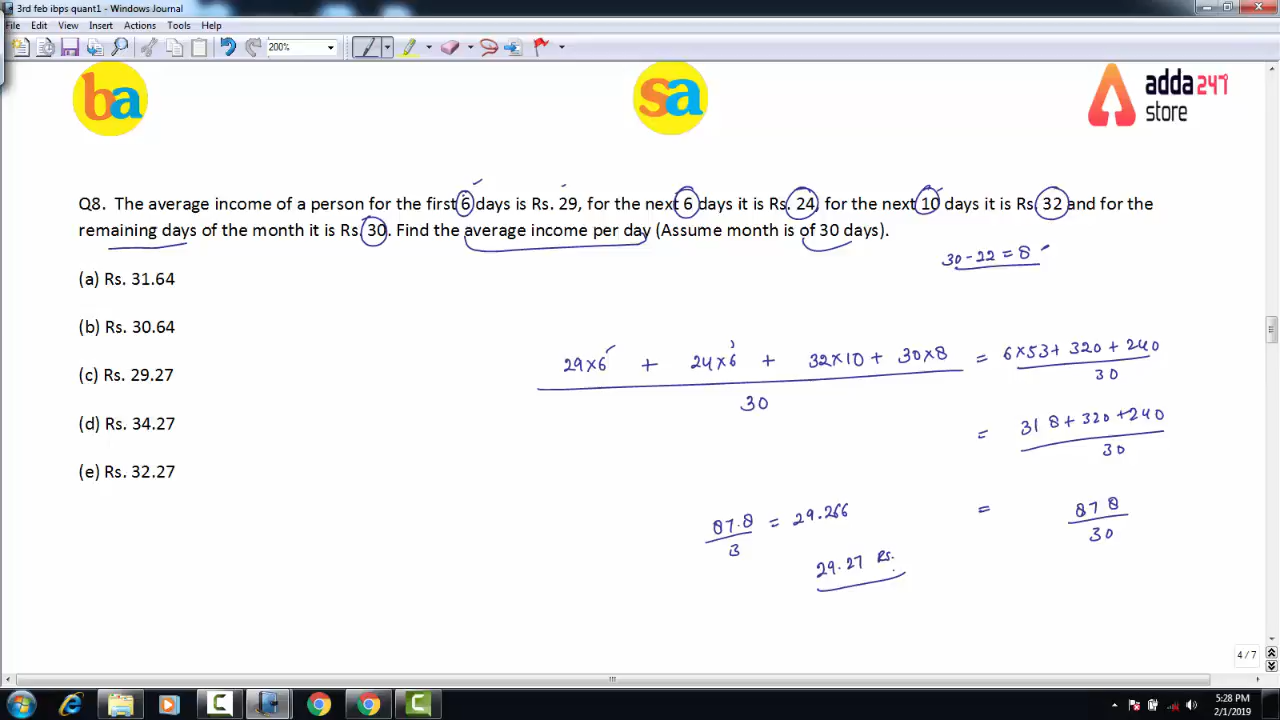 3rd feb ibps quant1 - Windows Journal
File Edit View Insert Actions Tools Help
200%
ba
sa
adda 247
store
Q8. The average income of a person for the first 6 days is Rs. 29, for the next 6 days it is Rs. 24, for the next 10 days it is Rs. 32 and for the
remaining days of the month it is Rs. 30. Find the average income per day (Assume month is of 30 days).
30-22 = 8
(a) Rs. 31.64
(b) Rs. 30.64
(c) Rs. 29.27
(d) Rs. 34.27
(e) Rs. 32.27
29×6 + 24×6 + 32×10 + 30×8 = 6×53+ 320 + 240
30 30
= 318+320+240
30
87.8 = 29.266 = 878
3 30
29.27 Rs.
4 / 7
5:28 PM
2/1/2019